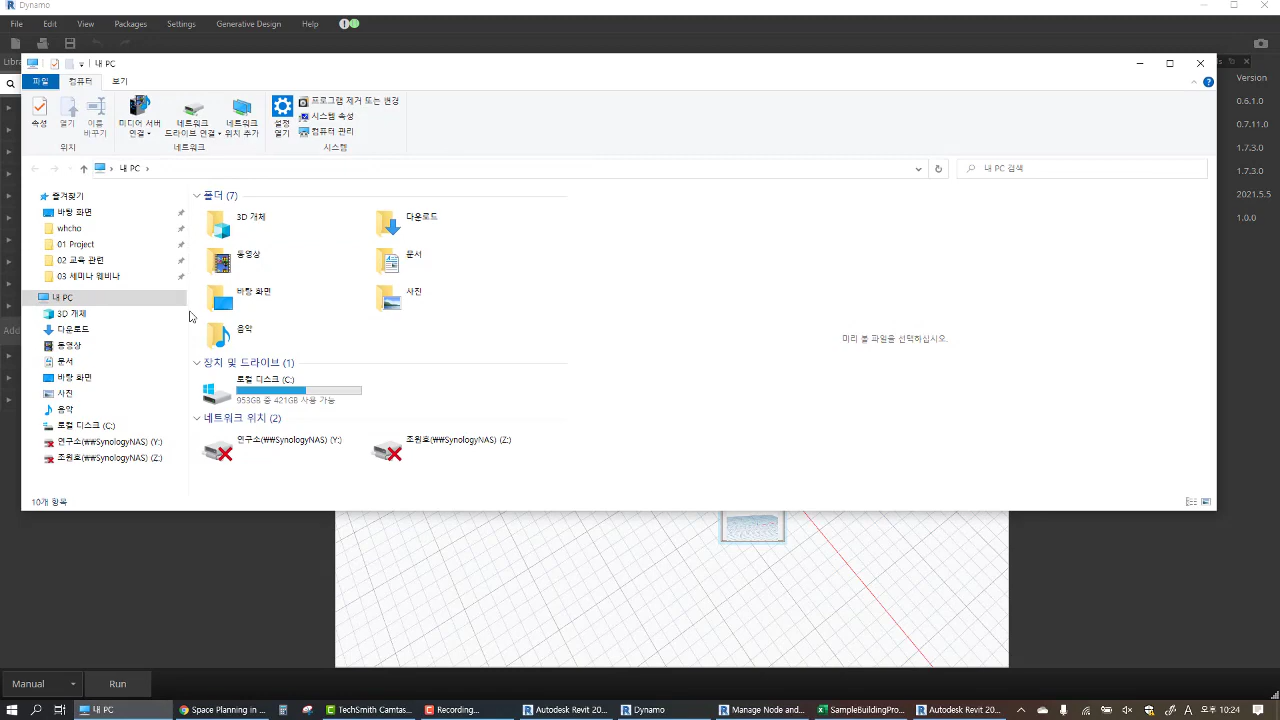 Dynamo
File Edit View Packages Settings Generative Design Help
내 PC
파일 컴퓨터 보기
속성
열기
이름
바꾸기
미디어 서버
연결
네트워크
드라이브 연결
네트워크
위치 추가
설정
열기
프로그램 제거 또는 변경
시스템 속성
컴퓨터 관리
위치 네트워크 시스템
내 PC
내 PC 검색
Version
0.6.1.0
0.7.11.0
1.7.3.0
1.7.3.0
2021.5.5
1.0.0
즐겨찾기
바탕 화면
whcho
01 Project
02 교육 관련
03 세미나 웨비나
내 PC
3D 개체
다운로드
동영상
문서
바탕 화면
사진
음악
로컬 디스크 (C:)
연구소(₩₩SynologyNAS) (Y:)
조원호(₩₩SynologyNAS) (Z:)
폴더 (7)
3D 개체
다운로드
동영상
문서
바탕 화면
사진
음악
장치 및 드라이브 (1)
로컬 디스크 (C:)
953GB 중 421GB 사용 가능
네트워크 위치 (2)
연구소(₩₩SynologyNAS) (Y:)
조원호(₩₩SynologyNAS) (Z:)
미리 볼 파일을 선택하십시오.
10개 항목
Add
Manual Run
내 PC
Space Planning in ...
TechSmith Camtas...
Recording...
Autodesk Revit 20...
Dynamo
Manage Node and...
SampleBuildingPro...
Autodesk Revit 20...
A
오후 10:24